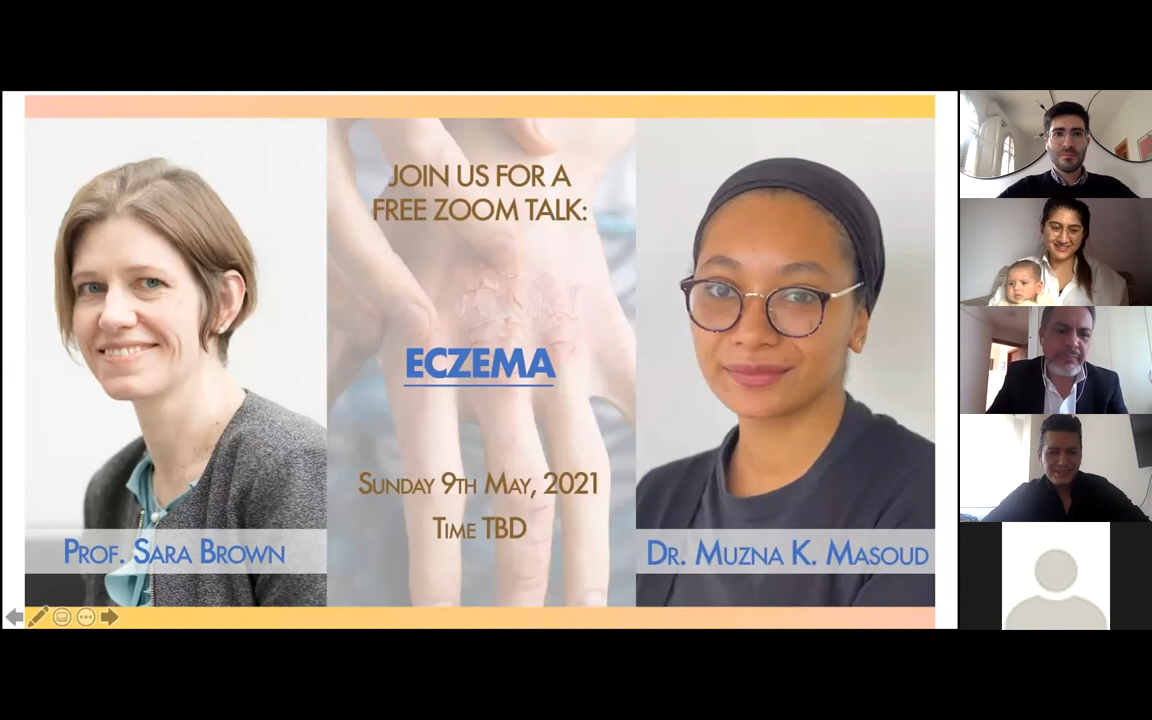 JOIN US FOR A
FREE ZOOM TALK:
ECZEMA
SUNDAY 9TH MAY, 2021
TIME TBD
PROF. SARA BROWN
DR. MUZNA K. MASOUD